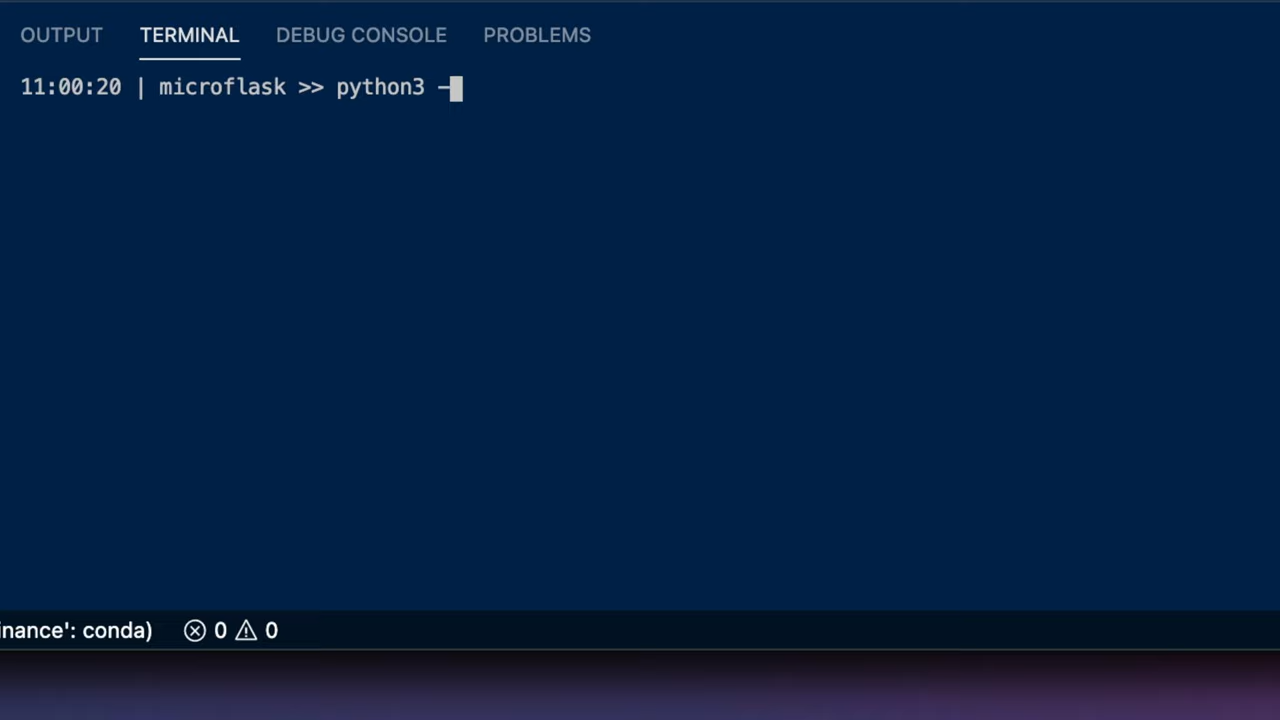 OUTPUT TERMINAL DEBUG CONSOLE PROBLEMS
11:00:20 | microflask >> python3 -
inance': conda) 0 0